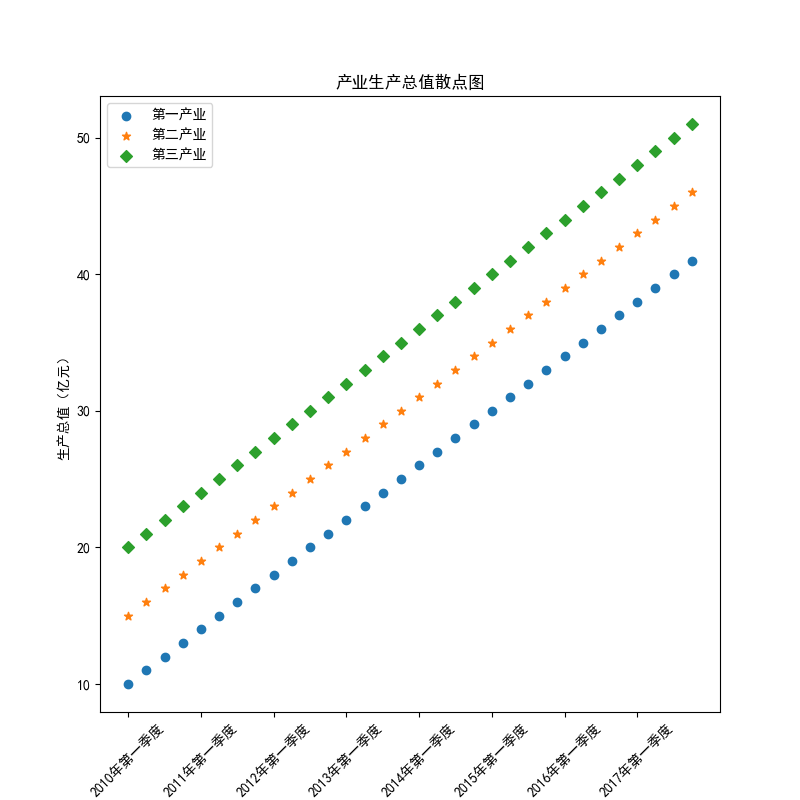 产业生产总值散点图
第一产业
第二产业
第三产业
生产总值（亿元）
50
40
30
20
10
2010年第一季度
2011年第一季度
2012年第一季度
2013年第一季度
2014年第一季度
2015年第一季度
2016年第一季度
2017年第一季度